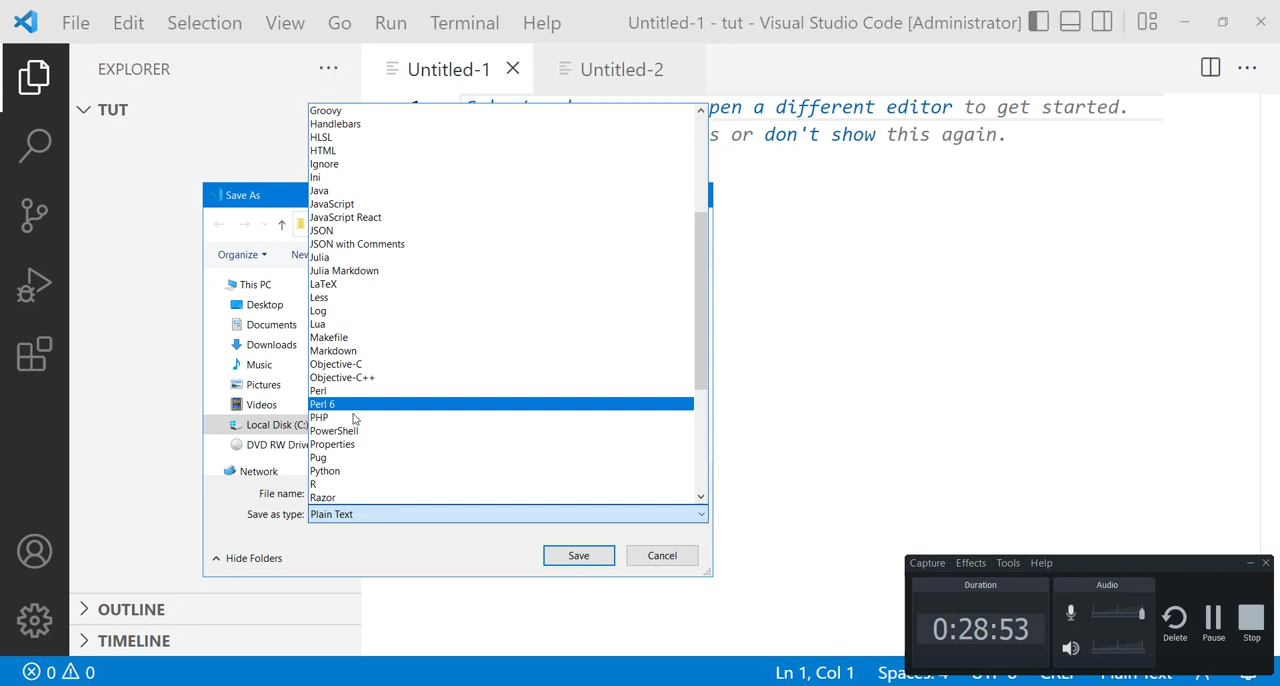 File Edit Selection View Go Run Terminal Help Untitled-1 - tut - Visual Studio Code [Administrator]
EXPLORER
TUT
Untitled-1
Untitled-2
pen a different editor to get started.
s or don't show this again.
Save As
Organize
This PC
Desktop
Documents
Downloads
Music
Pictures
Videos
Local Disk (C:)
DVD RW Drive
Network
Groovy
Handlebars
HLSL
HTML
Ignore
Ini
Java
JavaScript
JavaScript React
JSON
JSON with Comments
Julia
Julia Markdown
LaTeX
Less
Log
Lua
Makefile
Markdown
Objective-C
Objective-C++
Perl
Perl 6
PHP
PowerShell
Properties
Pug
Python
R
Razor
File name:
Save as type: Plain Text
Hide Folders
Save Cancel
OUTLINE
TIMELINE
0 0
Ln 1, Col 1
Capture Effects Tools Help
Duration
0:28:53
Audio
Delete Pause Stop